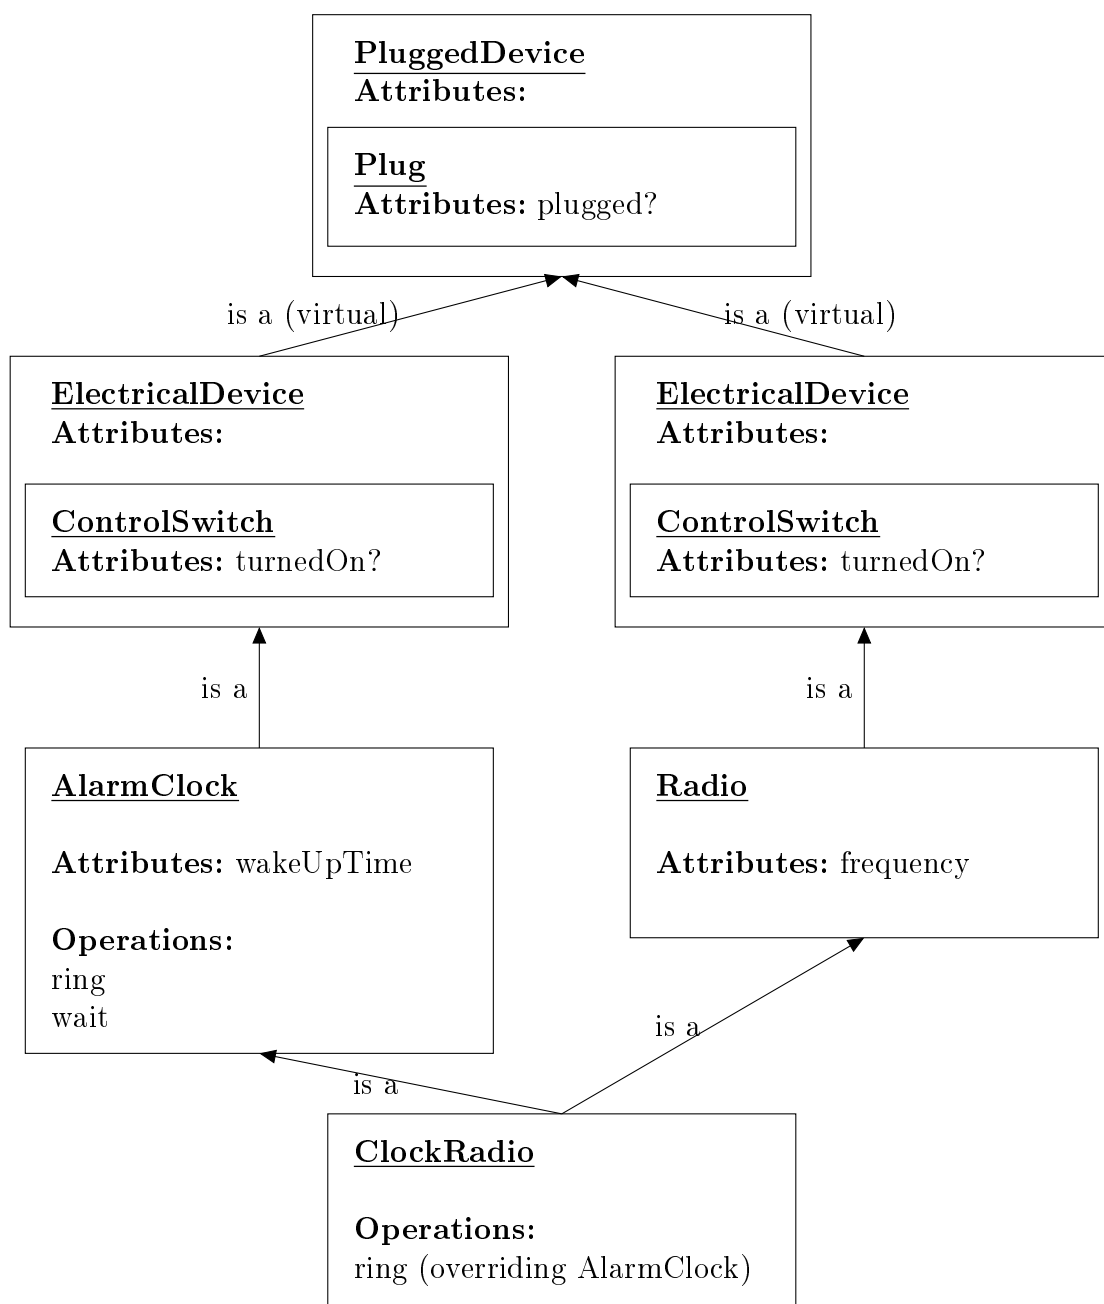 PluggedDevice
Attributes:
Plug
Attributes: plugged?
is a (virtual)
is a (virtual)
ElectricalDevice
Attributes:
ControlSwitch
Attributes: turnedOn?
ElectricalDevice
Attributes:
ControlSwitch
Attributes: turnedOn?
is a
is a
AlarmClock
Attributes: wakeUpTime
Operations:
ring
wait
Radio
Attributes: frequency
is a
is a
ClockRadio
Operations:
ring (overriding AlarmClock)